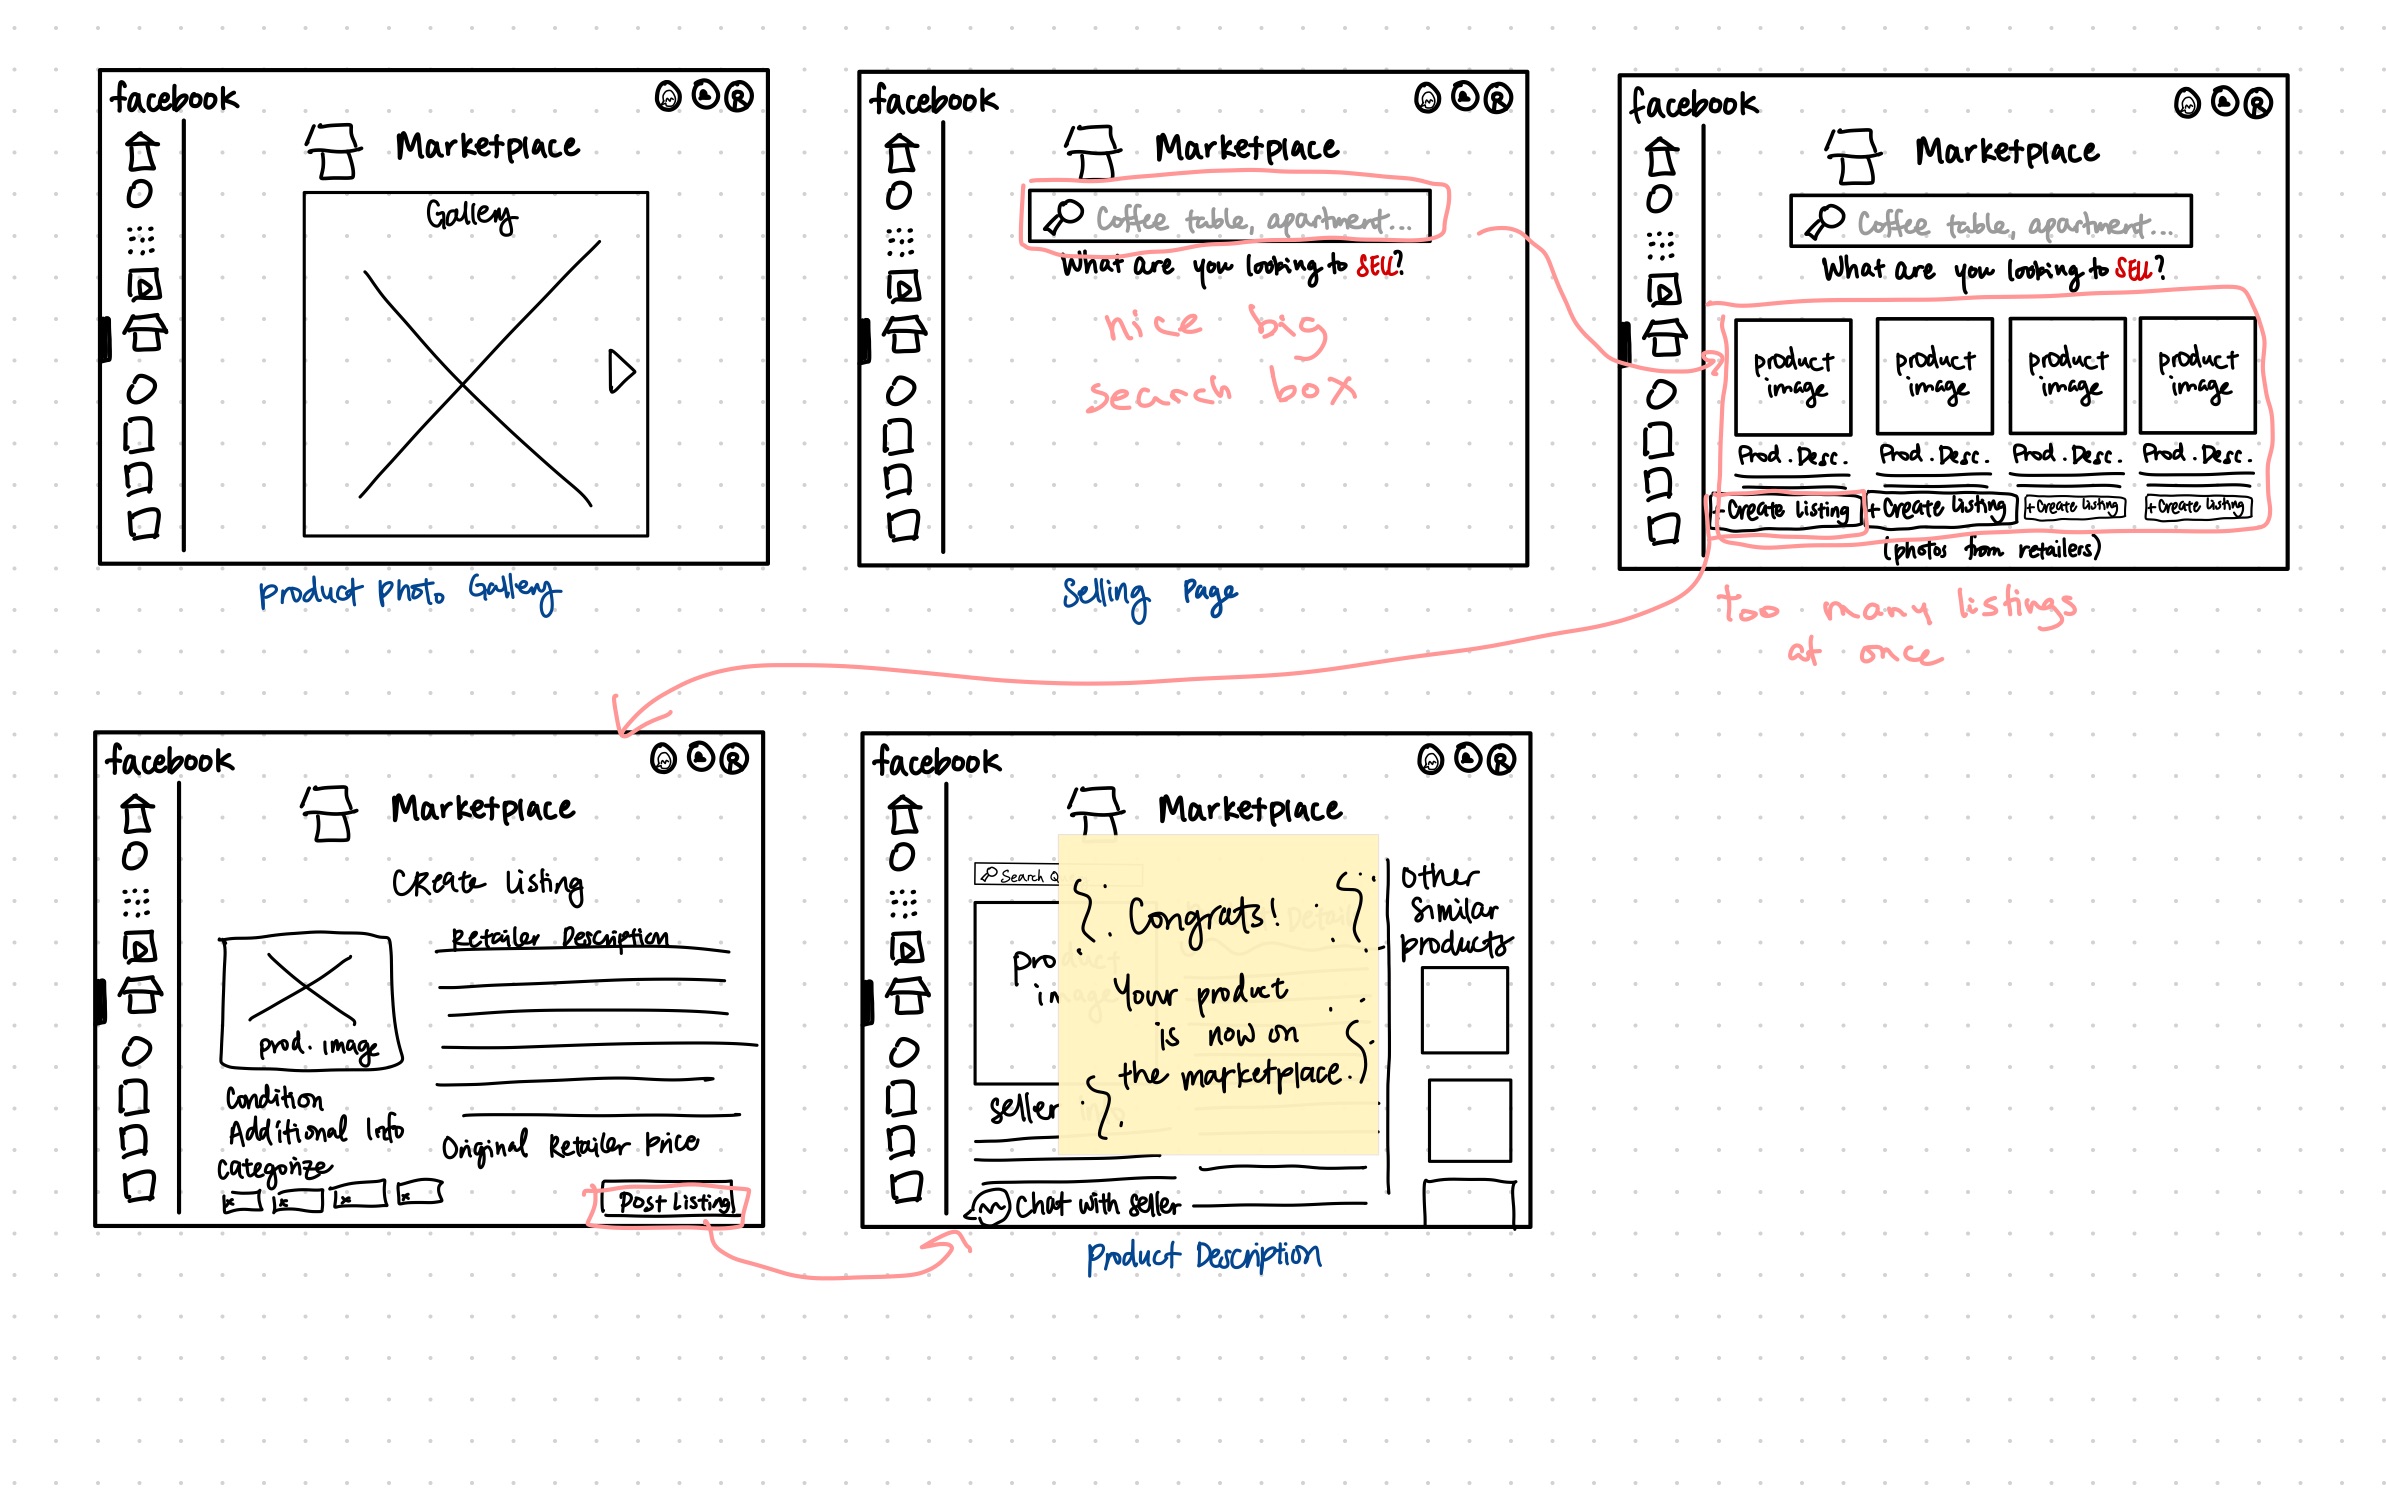 facebook
Marketplace
Gallery
Product Photo Gallery
facebook
R
Marketplace
Coffee table, apartment...
What are you looking to SELL?
nice big
search box
Selling Page
facebook
R
Marketplace
Coffee table, apartment...
What are you looking to SELL?
product image
product image
product image
product image
Prod. Desc.
Prod. Desc.
Prod. Desc.
Prod. Desc.
+ Create Listing
+ Create Listing
+ Create Listing
+ Create Listing
(photos from retailers)
too many listings
at once
facebook
R
Marketplace
Create Listing
Retailer Description
prod. image
Condition
Additional Info
Categorize
x x x x
Original Retailer Price
Post Listing
facebook
R
Marketplace
Search
Congrats!
Your product
is now on
the marketplace.
product
image
Seller
Chat with Seller
Other
Similar
products
Product Description